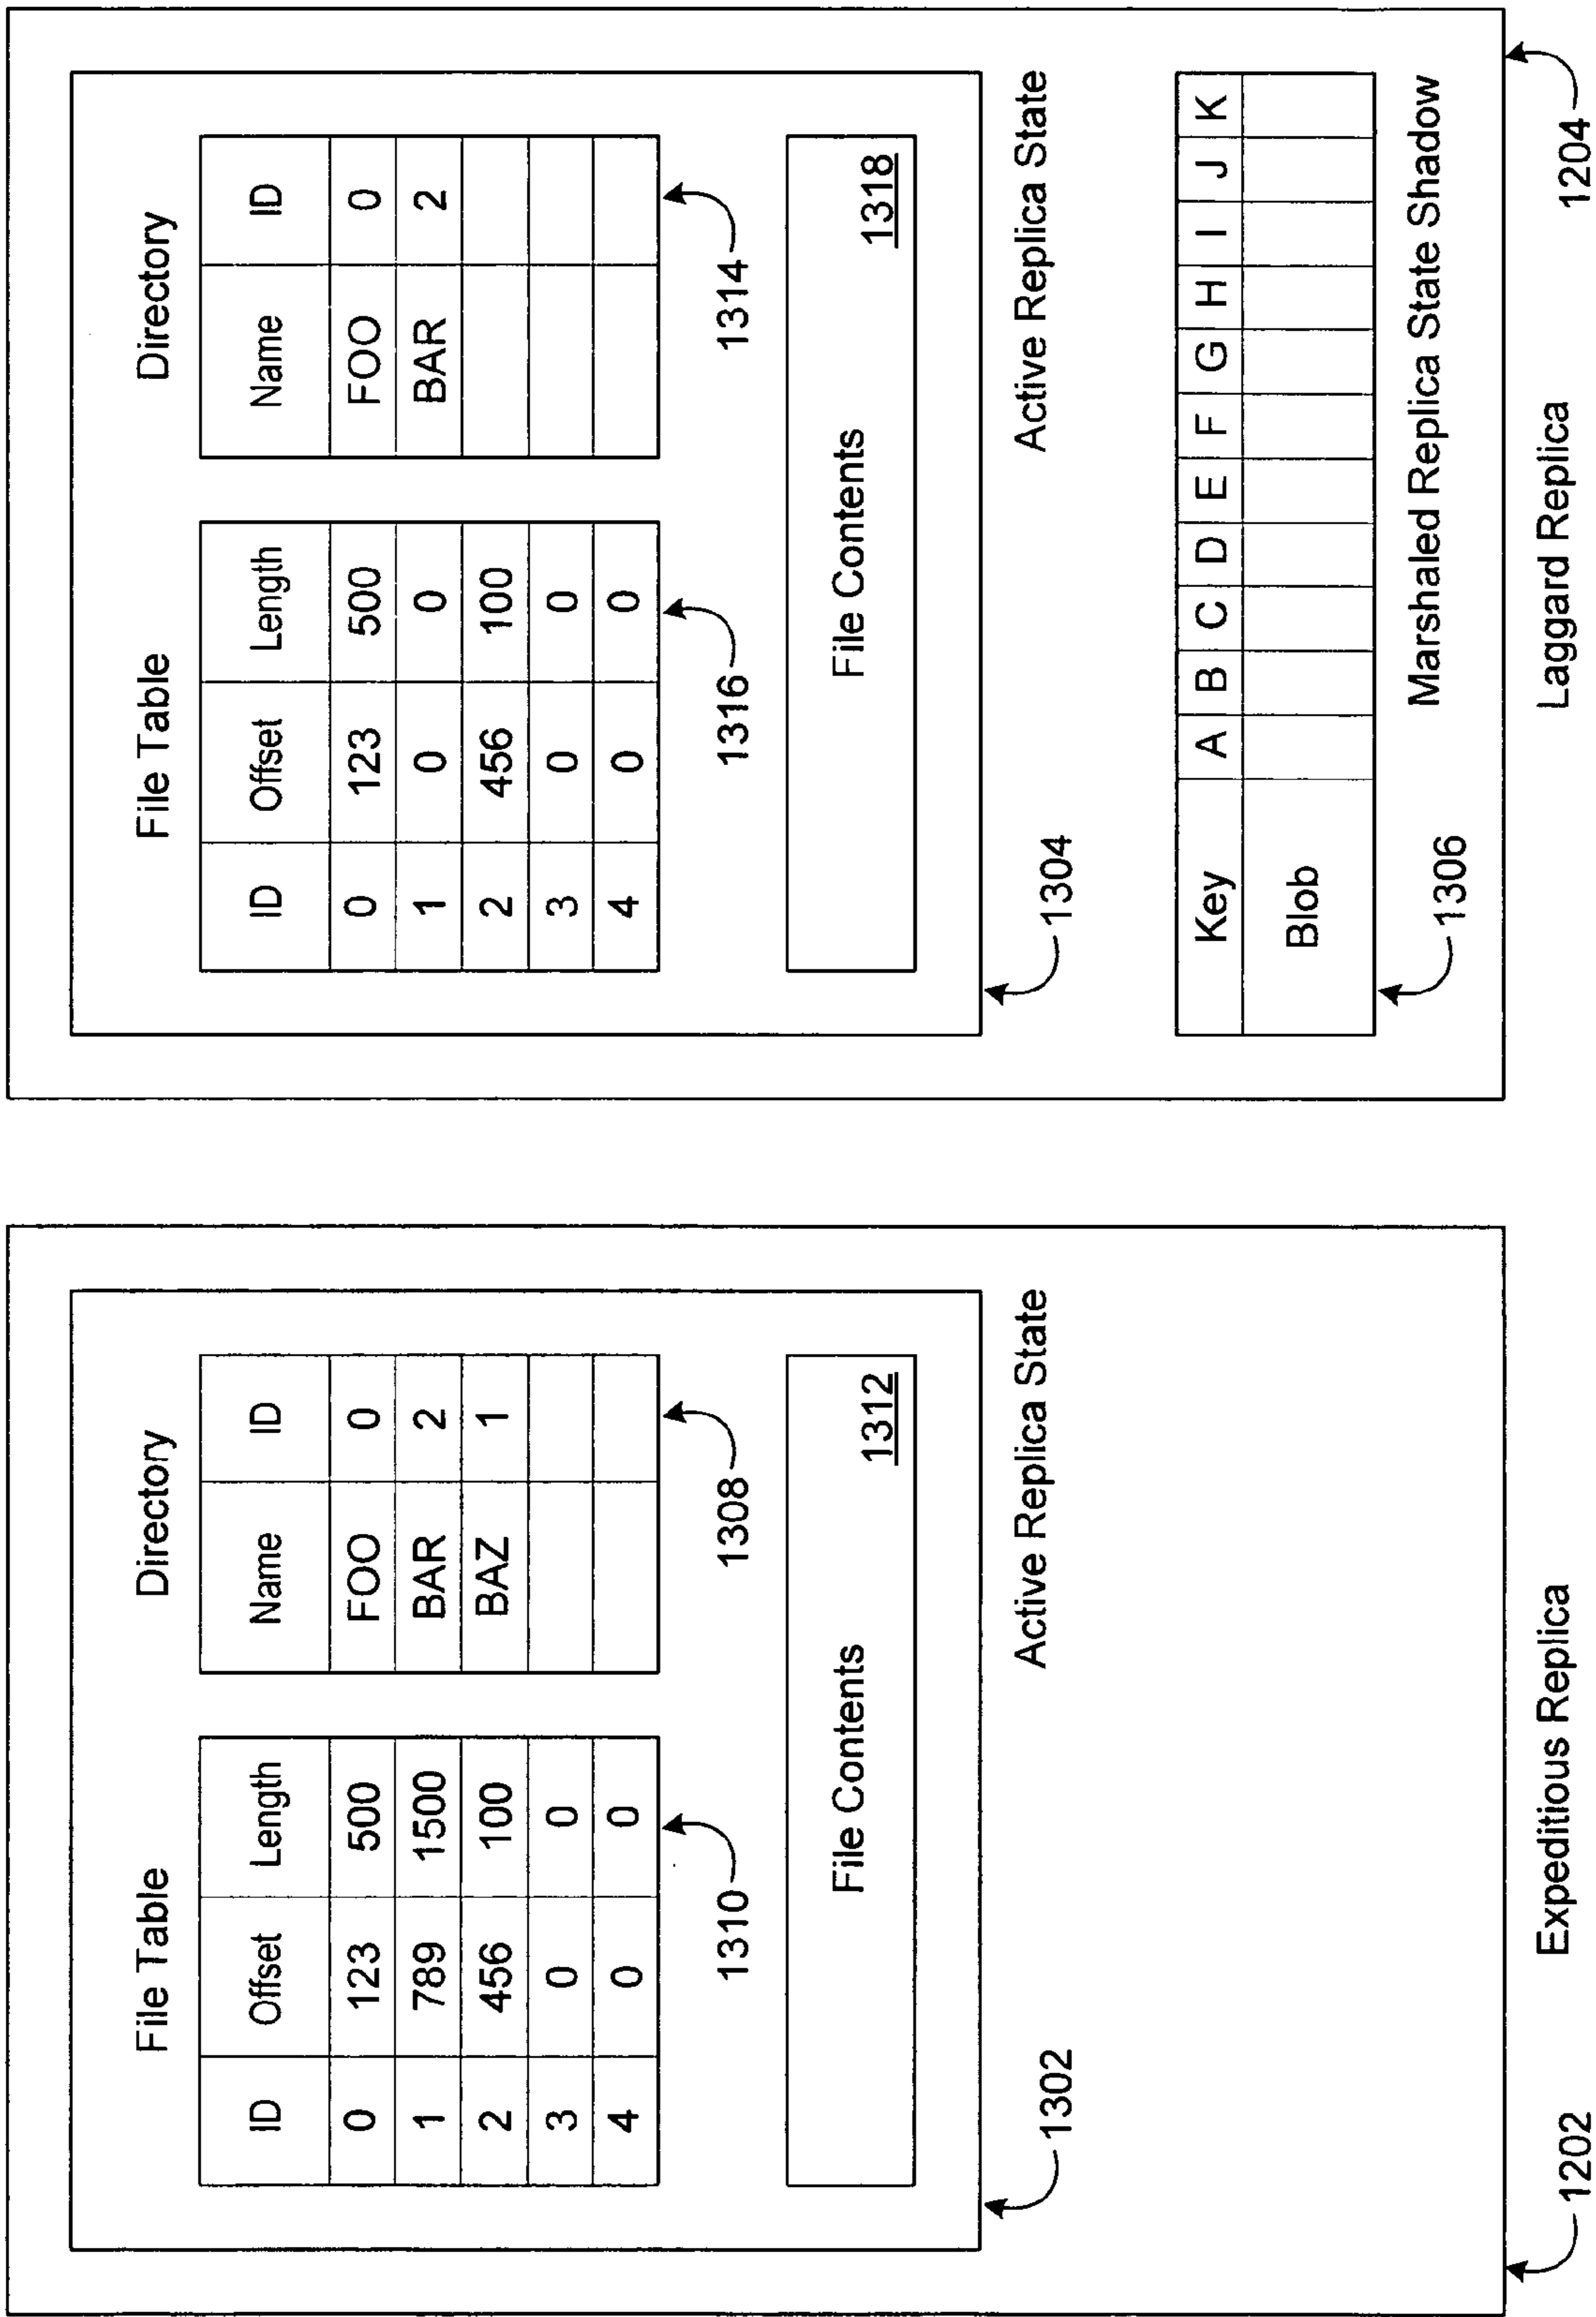 File Table
ID Offset Length
0 123 500
1 789 1500
2 456 100
3 0 0
4 0 0
1310
Directory
Name ID
FOO 0
BAR 2
BAZ 1
1308
File Contents 1312
1302
Active Replica State
1202
Expeditious Replica
File Table
ID Offset Length
0 123 500
1 0 0
2 456 100
3 0 0
4 0 0
1316
Directory
Name ID
FOO 0
BAR 2
1314
File Contents 1318
1304
Active Replica State
Key A B C D E F G H I J K
Blob
1306
Marshaled Replica State Shadow
Laggard Replica
1204